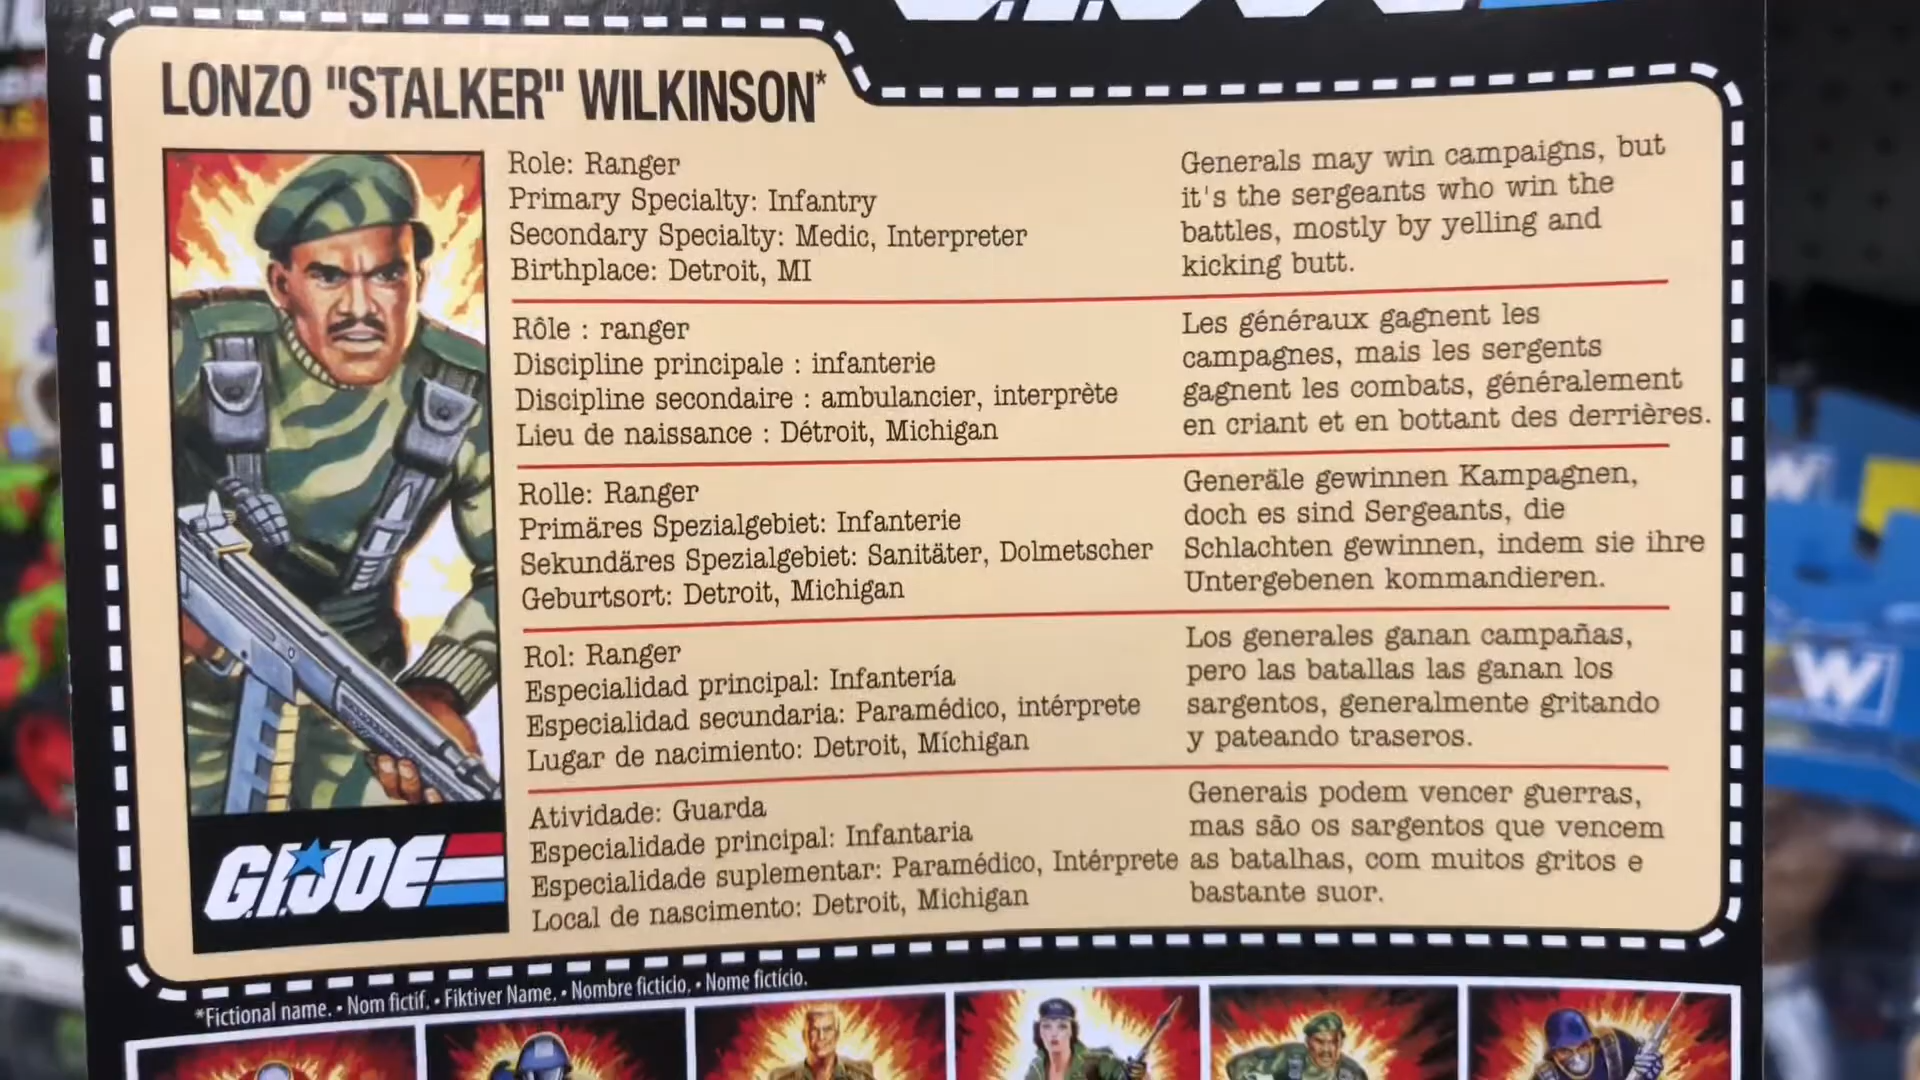 LONZO "STALKER" WILKINSON*
Role: Ranger
Primary Specialty: Infantry
Secondary Specialty: Medic, Interpreter
Birthplace: Detroit, MI
Generals may win campaigns, but
it's the sergeants who win the
battles, mostly by yelling and
kicking butt.
Rôle : ranger
Discipline principale : infanterie
Discipline secondaire : ambulancier, interprète
Lieu de naissance : Détroit, Michigan
Les généraux gagnent les
campagnes, mais les sergents
gagnent les combats, généralement
en criant et en bottant des derrières.
Rolle: Ranger
Primäres Spezialgebiet: Infanterie
Sekundäres Spezialgebiet: Sanitäter, Dolmetscher
Geburtsort: Detroit, Michigan
Generäle gewinnen Kampagnen,
doch es sind Sergeants, die
Schlachten gewinnen, indem sie ihre
Untergebenen kommandieren.
Rol: Ranger
Especialidad principal: Infantería
Especialidad secundaria: Paramédico, intérprete
Lugar de nacimiento: Detroit, Míchigan
Los generales ganan campañas,
pero las batallas las ganan los
sargentos, generalmente gritando
y pateando traseros.
Atividade: Guarda
Especialidade principal: Infantaria
Especialidade suplementar: Paramédico, Intérprete
Local de nascimento: Detroit, Michigan
Generais podem vencer guerras,
mas são os sargentos que vencem
as batalhas, com muitos gritos e
bastante suor.
G.I.JOE
*Fictional name. • Nom fictif. • Fiktiver Name. • Nombre ficticio. • Nome fictício.
W
W